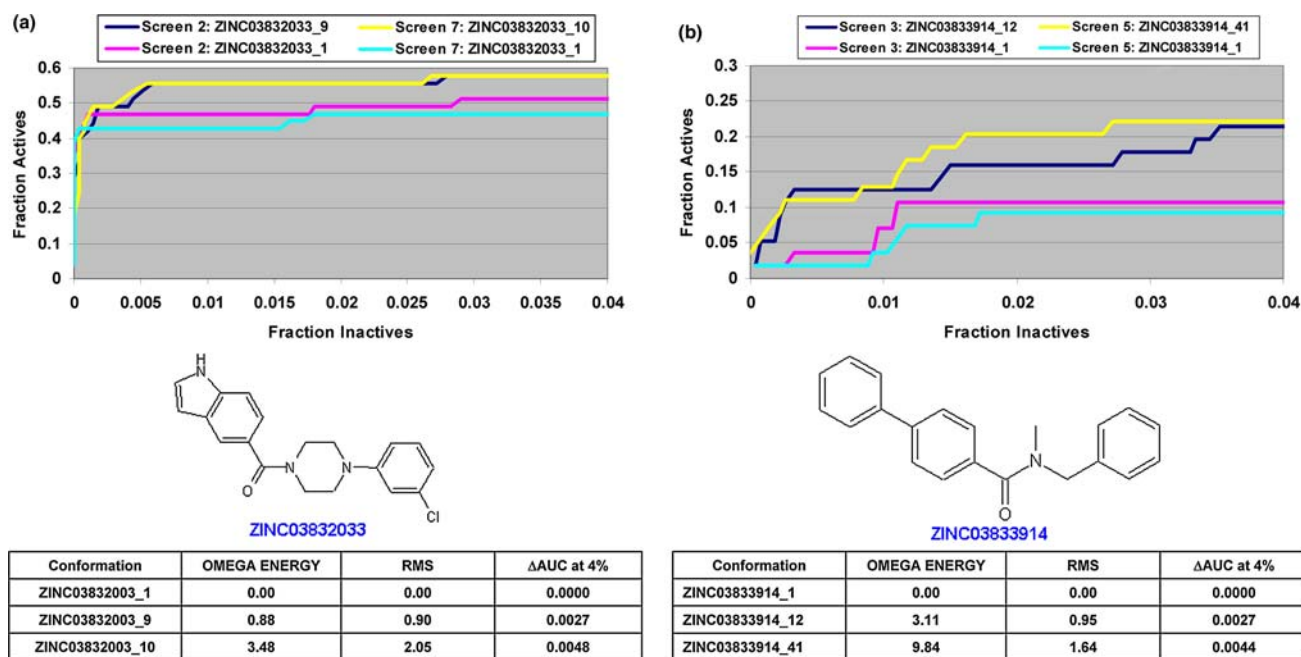 (a)
Screen 2: ZINC03832033_9 Screen 7: ZINC03832033_10
Screen 2: ZINC03832033_1 Screen 7: ZINC03832033_1
Fraction Actives
0.6
0.5
0.4
0.3
0.2
0.1
0
0 0.005 0.01 0.015 0.02 0.025 0.03 0.035 0.04
Fraction Inactives
H
N
N
N
O
Cl
ZINC03832033
Conformation OMEGA ENERGY RMS ΔAUC at 4%
ZINC03832003_1 0.00 0.00 0.0000
ZINC03832003_9 0.88 0.90 0.0027
ZINC03832003_10 3.48 2.05 0.0048
(b)
Screen 3: ZINC03833914_12 Screen 5: ZINC03833914_41
Screen 3: ZINC03833914_1 Screen 5: ZINC03833914_1
Fraction Actives
0.3
0.25
0.2
0.15
0.1
0.05
0
0 0.01 0.02 0.03 0.04
Fraction Inactives
N
O
ZINC03833914
Conformation OMEGA ENERGY RMS ΔAUC at 4%
ZINC03833914_1 0.00 0.00 0.0000
ZINC03833914_12 3.11 0.95 0.0027
ZINC03833914_41 9.84 1.64 0.0044